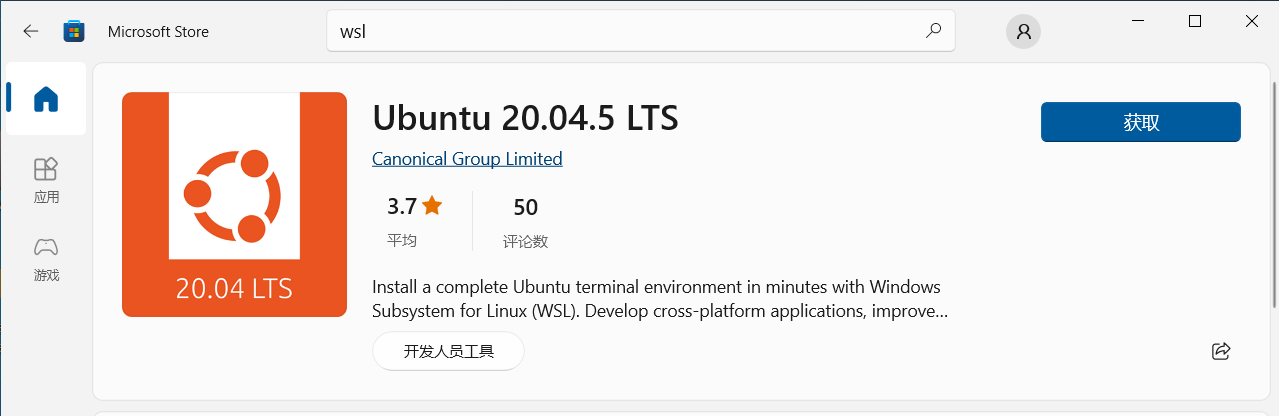 Microsoft Store
wsl
Ubuntu 20.04.5 LTS
获取
Canonical Group Limited
3.7
50
平均
评论数
应用
游戏
20.04 LTS
Install a complete Ubuntu terminal environment in minutes with Windows
Subsystem for Linux (WSL). Develop cross-platform applications, improve...
开发人员工具